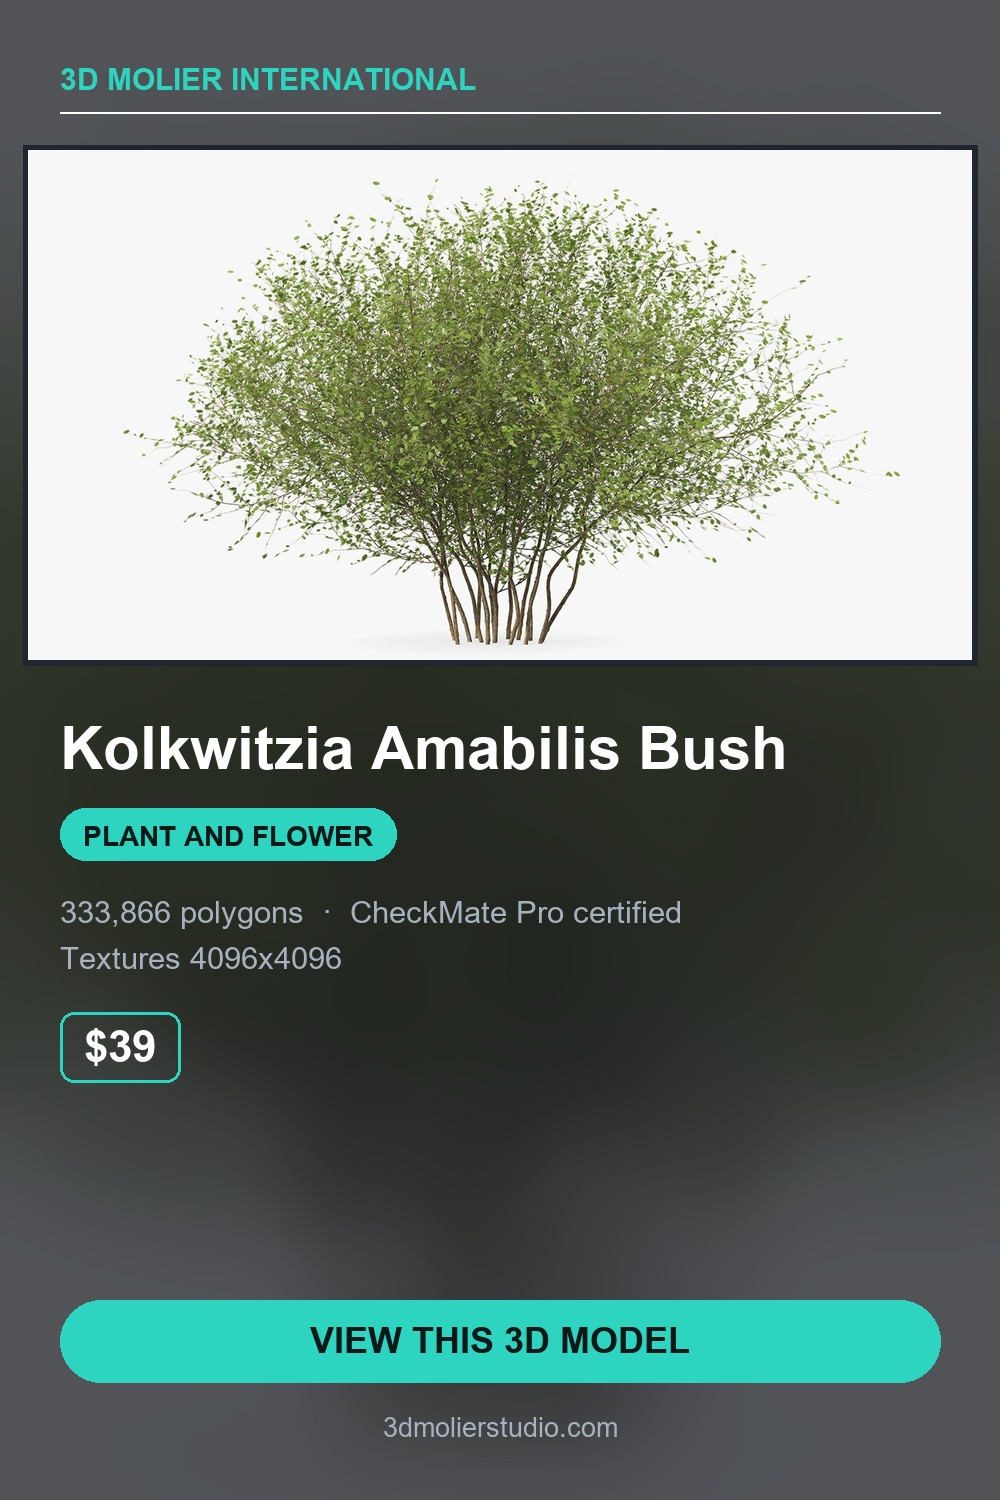 3D MOLIER INTERNATIONAL
Kolkwitzia Amabilis Bush
PLANT AND FLOWER
333,866 polygons · CheckMate Pro certified
Textures 4096x4096
$39
VIEW THIS 3D MODEL
3dmolierstudio.com